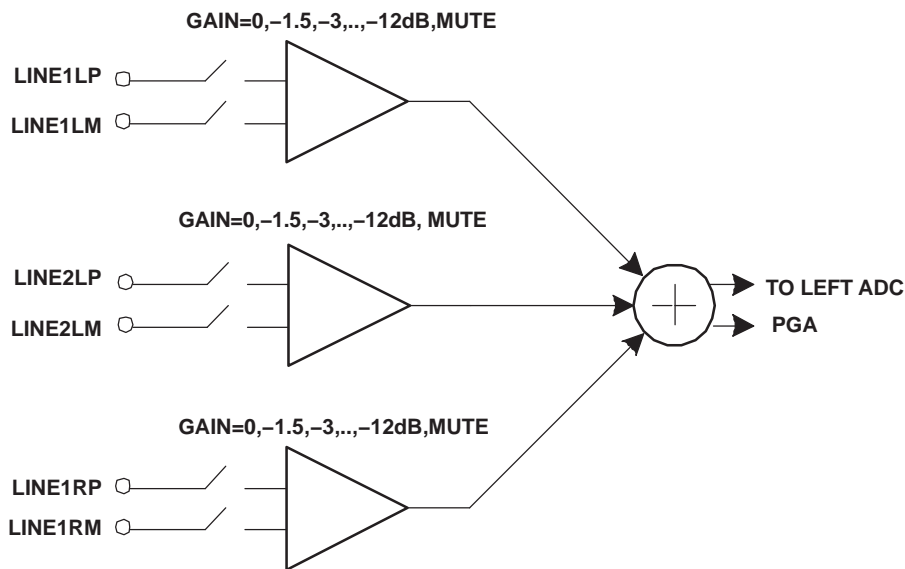 GAIN=0,−1.5,−3,..,−12dB,MUTE
LINE1LP
LINE1LM
GAIN=0,−1.5,−3,..,−12dB, MUTE
LINE2LP
LINE2LM
TO LEFT ADC
PGA
GAIN=0,−1.5,−3,..,−12dB,MUTE
LINE1RP
LINE1RM